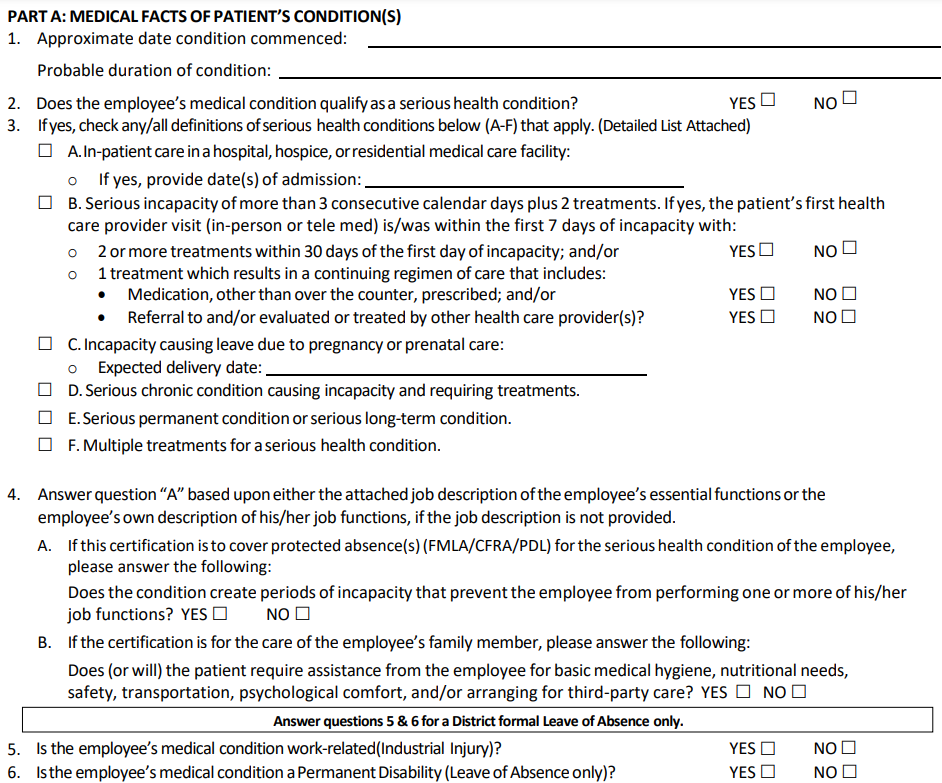 PART A: MEDICAL FACTS OF PATIENT'S CONDITION(S)
1. Approximate date condition commenced:
Probable duration of condition:
2. Does the employee's medical condition qualify as a serious health condition? YES ☐ NO ☐
3. If yes, check any/all definitions of serious health conditions below (A-F) that apply. (Detailed List Attached)
☐ A. In-patient care in a hospital, hospice, or residential medical care facility:
o If yes, provide date(s) of admission:
☐ B. Serious incapacity of more than 3 consecutive calendar days plus 2 treatments. If yes, the patient's first health
care provider visit (in-person or tele med) is/was within the first 7 days of incapacity with:
o 2 or more treatments within 30 days of the first day of incapacity; and/or YES ☐ NO ☐
o 1 treatment which results in a continuing regimen of care that includes:
• Medication, other than over the counter, prescribed; and/or YES ☐ NO ☐
• Referral to and/or evaluated or treated by other health care provider(s)? YES ☐ NO ☐
☐ C. Incapacity causing leave due to pregnancy or prenatal care:
o Expected delivery date:
☐ D. Serious chronic condition causing incapacity and requiring treatments.
☐ E. Serious permanent condition or serious long-term condition.
☐ F. Multiple treatments for a serious health condition.
4. Answer question "A" based upon either the attached job description of the employee's essential functions or the
employee's own description of his/her job functions, if the job description is not provided.
A. If this certification is to cover protected absence(s) (FMLA/CFRA/PDL) for the serious health condition of the employee,
please answer the following:
Does the condition create periods of incapacity that prevent the employee from performing one or more of his/her
job functions? YES ☐ NO ☐
B. If the certification is for the care of the employee's family member, please answer the following:
Does (or will) the patient require assistance from the employee for basic medical hygiene, nutritional needs,
safety, transportation, psychological comfort, and/or arranging for third-party care? YES ☐ NO ☐
Answer questions 5 & 6 for a District formal Leave of Absence only.
5. Is the employee's medical condition work-related(Industrial Injury)? YES ☐ NO ☐
6. Is the employee's medical condition a Permanent Disability (Leave of Absence only)? YES ☐ NO ☐